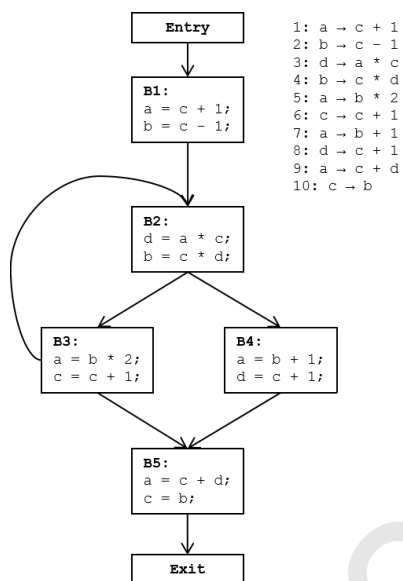 Entry
B1:
a = c + 1;
b = c - 1;
B2:
d = a * c;
b = c * d;
B3:
a = b * 2;
c = c + 1;
B4:
a = b + 1;
d = c + 1;
B5:
a = c + d;
c = b;
Exit
1: a → c + 1
2: b → c - 1
3: d → a * c
4: b → c * d
5: a → b * 2
6: c → c + 1
7: a → b + 1
8: d → c + 1
9: a → c + d
10: c → b